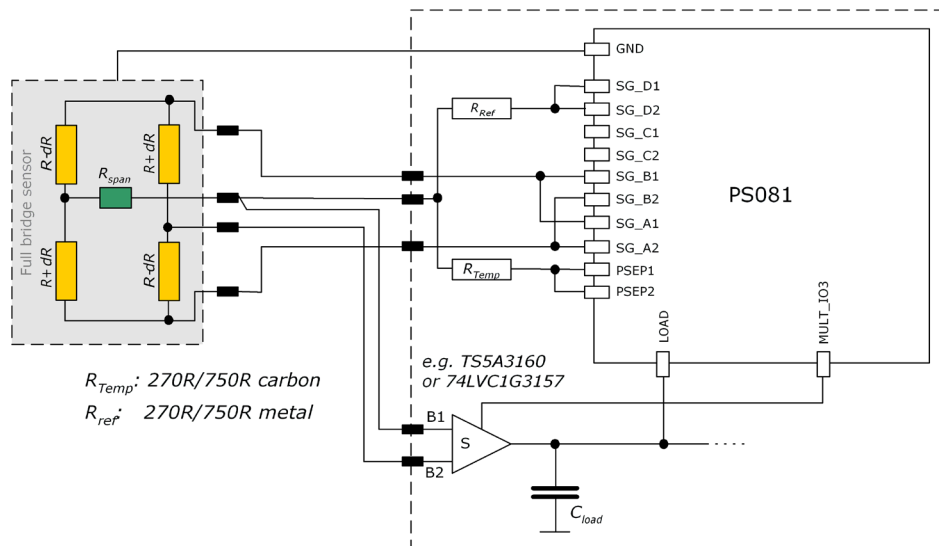 GND
SG_D1
SG_D2
SG_C1
SG_C2
SG_B1
SG_B2
SG_A1
SG_A2
PSEP1
PSEP2
PS081
LOAD
MULT_IO3
R_Ref
R_Temp
Full bridge sensor
R-dR
R+dR
R_span
R+dR
R-dR
R_Temp: 270R/750R carbon
R_ref: 270R/750R metal
e.g. TS5A3160
or 74LVC1G3157
B1
S
B2
C_load